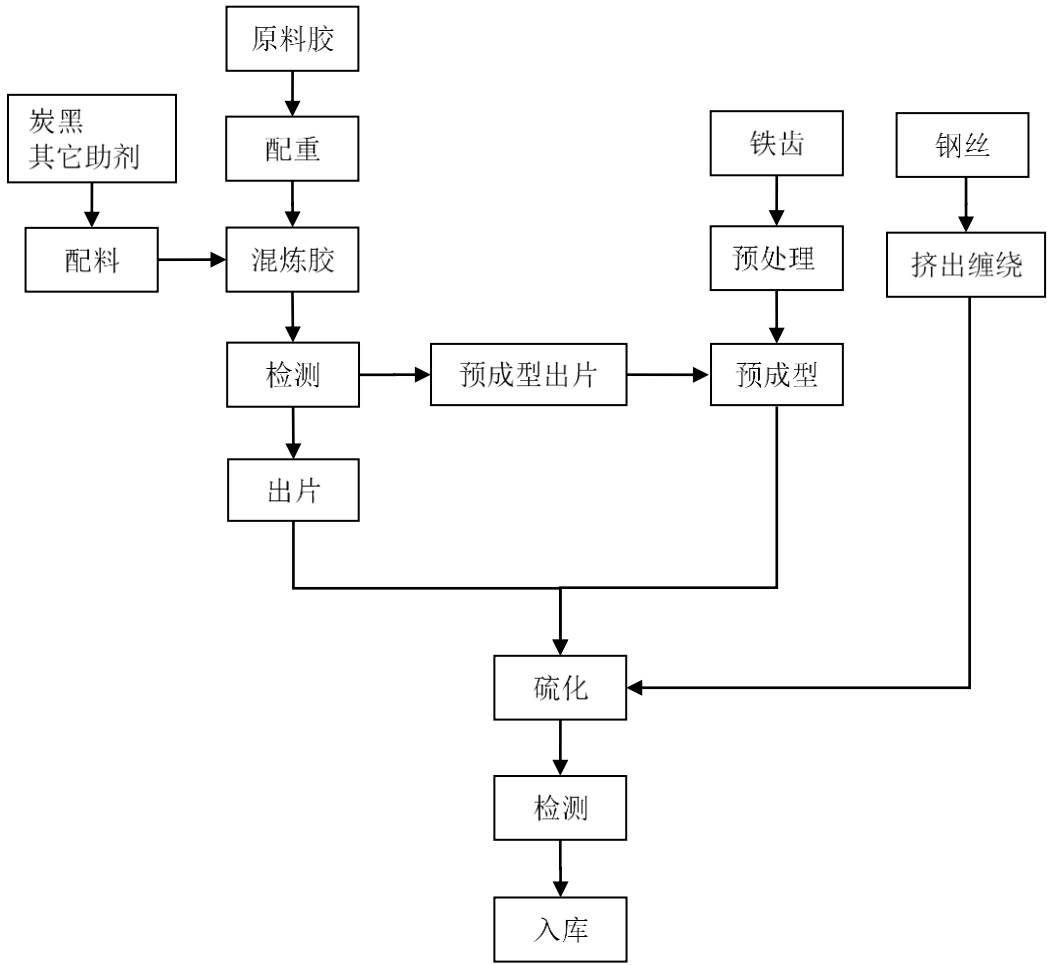 原料胶
炭黑
其它助剂
配重
铁齿
钢丝
配料
混炼胶
预处理
挤出缠绕
检测
预成型出片
预成型
出片
硫化
检测
入库